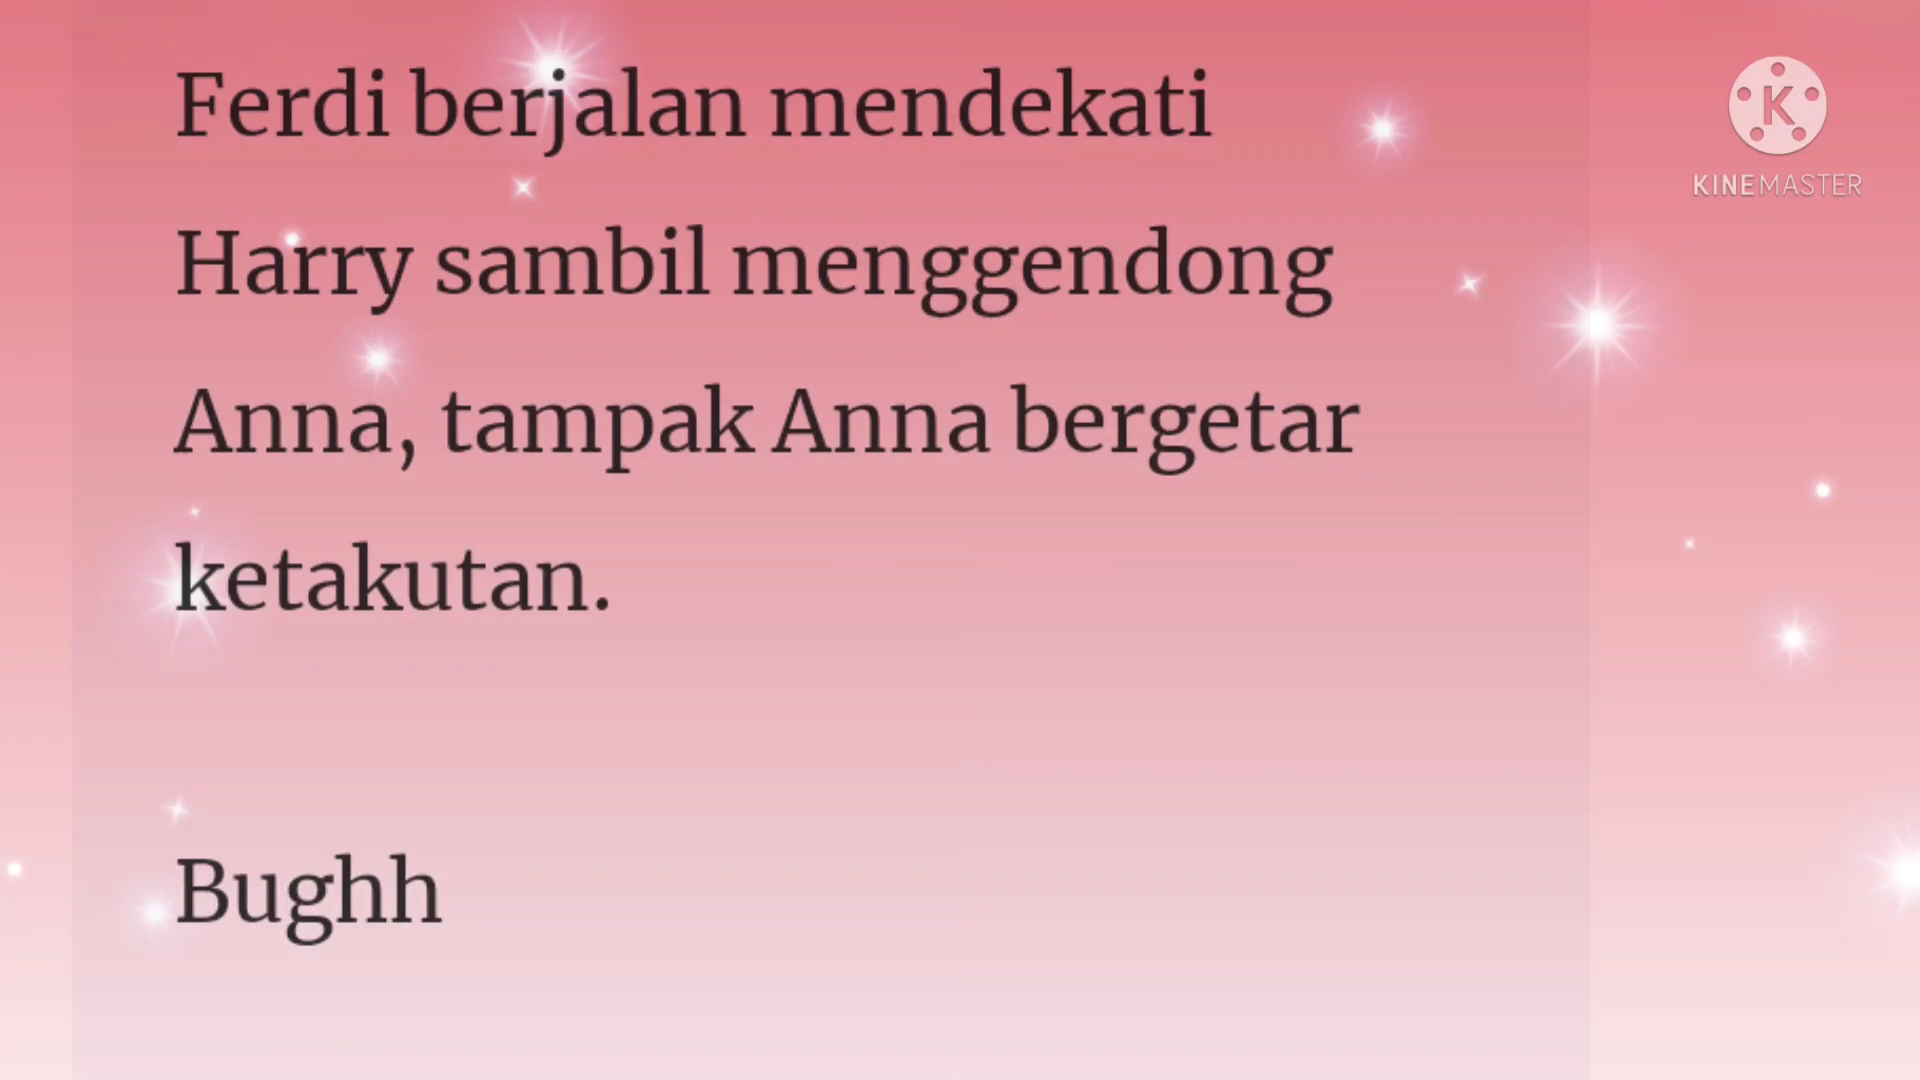 Ferdi berjalan mendekati
Harry sambil menggendong
Anna, tampak Anna bergetar
ketakutan.
Bughh
K
KINEMASTER